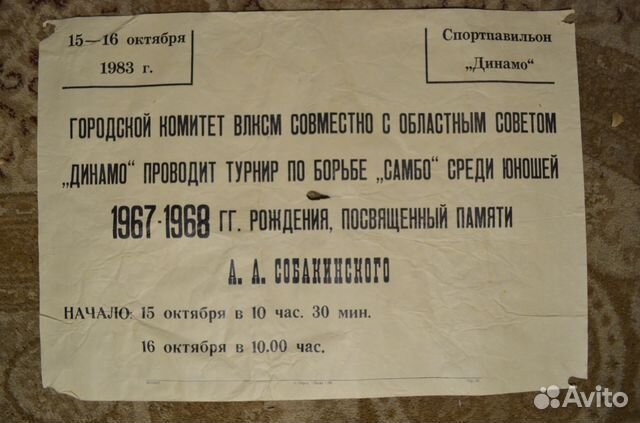 15—16 октября
1983 г.
Спортпавильон
„Динамо“
ГОРОДСКОЙ КОМИТЕТ ВЛКСМ СОВМЕСТНО С ОБЛАСТНЫМ СОВЕТОМ
„ДИНАМО“ ПРОВОДИТ ТУРНИР ПО БОРЬБЕ „САМБО“ СРЕДИ ЮНОШЕЙ
1967-1968 ГГ. РОЖДЕНИЯ, ПОСВЯЩЕННЫЙ ПАМЯТИ
А. А. СОБАКИНСКОГО
НАЧАЛО: 15 октября в 10 час. 30 мин.
16 октября в 10.00 час.
Avito